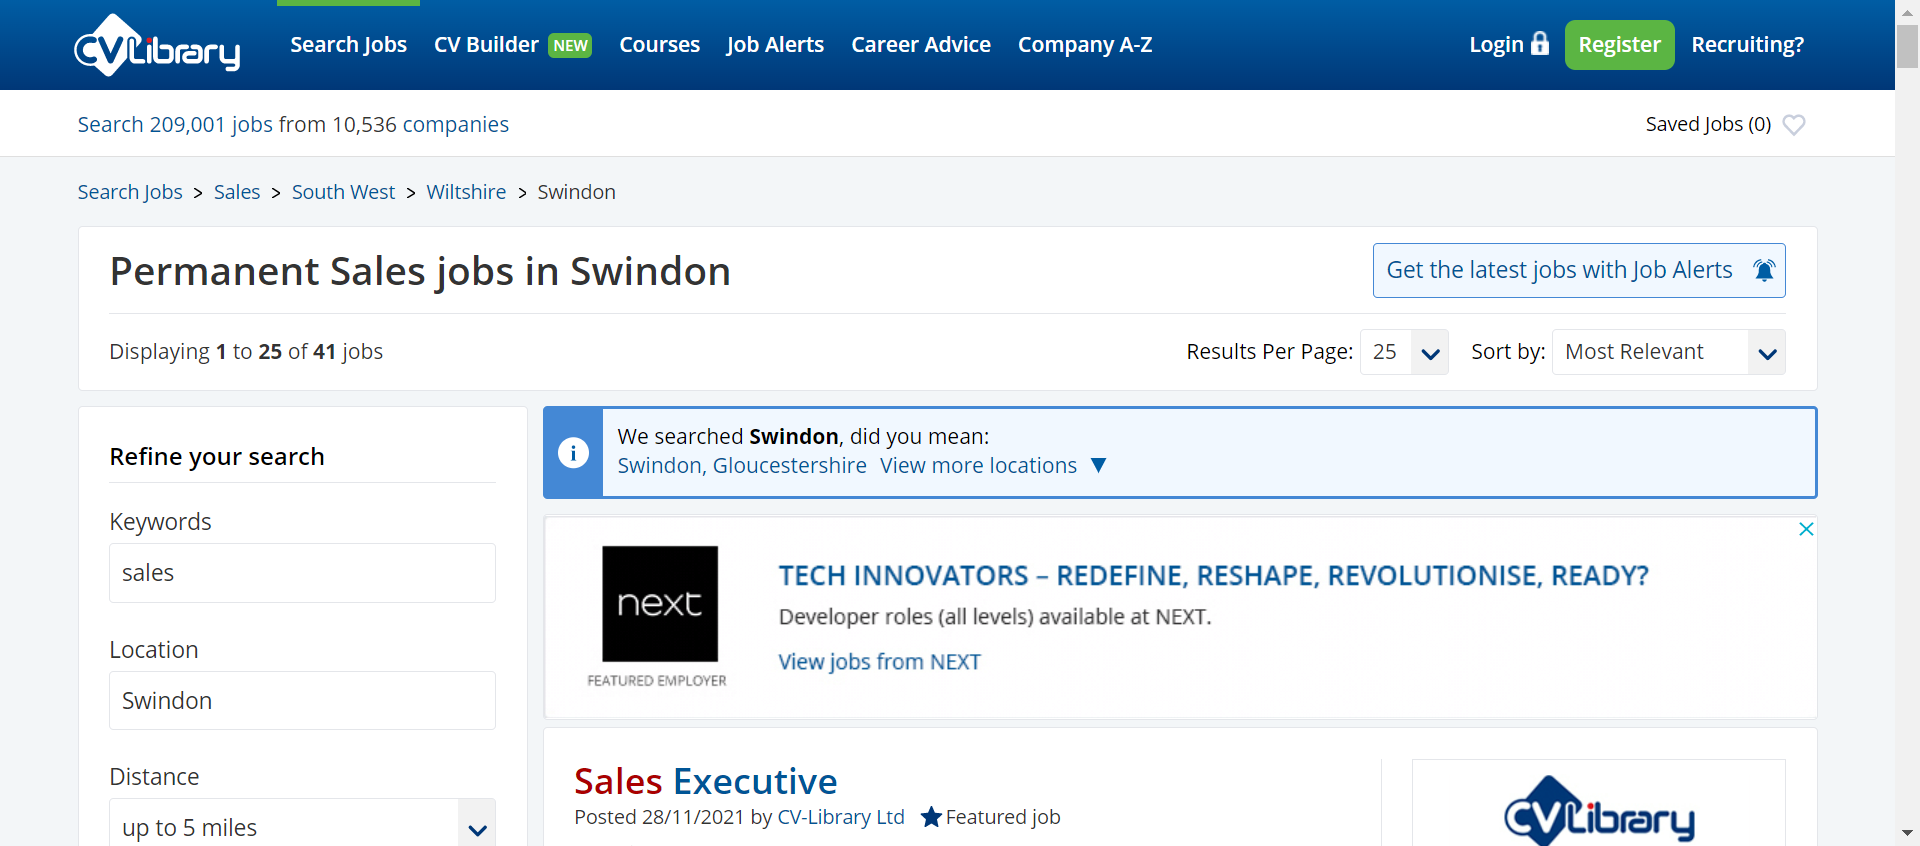 CVLibrary
Search Jobs CV Builder NEW Courses Job Alerts Career Advice Company A-Z Login Register Recruiting?
Search 209,001 jobs from 10,536 companies Saved Jobs (0)
Search Jobs > Sales > South West > Wiltshire > Swindon
Permanent Sales jobs in Swindon
Get the latest jobs with Job Alerts
Displaying 1 to 25 of 41 jobs Results Per Page: 25 Sort by: Most Relevant
Refine your search
Keywords
sales
Location
Swindon
Distance
up to 5 miles
We searched Swindon, did you mean:
Swindon, Gloucestershire View more locations ▼
next
FEATURED EMPLOYER
TECH INNOVATORS – REDEFINE, RESHAPE, REVOLUTIONISE, READY?
Developer roles (all levels) available at NEXT.
View jobs from NEXT
Sales Executive
Posted 28/11/2021 by CV-Library Ltd ★ Featured job
CVLibrary